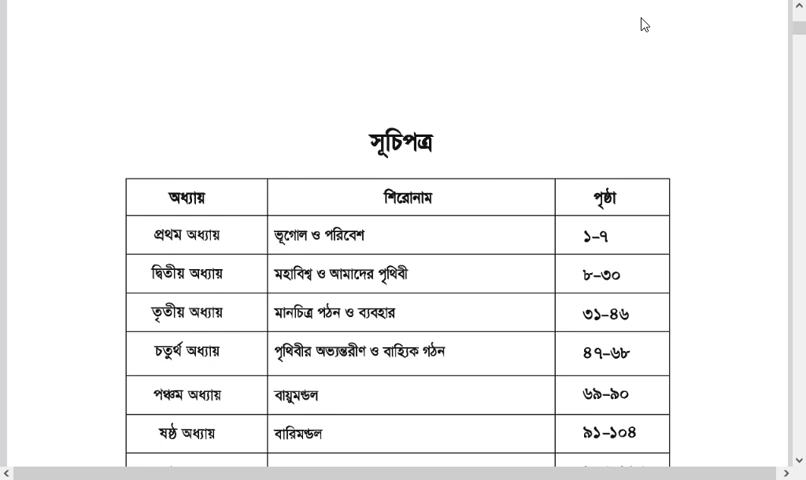 সূচিপত্র
অধ্যায় শিরোনাম পৃষ্ঠা
প্রথম অধ্যায় ভূগোল ও পরিবেশ ১-৭
দ্বিতীয় অধ্যায় মহাবিশ্ব ও আমাদের পৃথিবী ৮-৩০
তৃতীয় অধ্যায় মানচিত্র পঠন ও ব্যবহার ৩১-৪৬
চতুর্থ অধ্যায় পৃথিবীর অভ্যন্তরীণ ও বাহ্যিক গঠন ৪৭-৬৮
পঞ্চম অধ্যায় বায়ুমন্ডল ৬৯-৯০
ষষ্ঠ অধ্যায় বারিমন্ডল ৯১-১০৪